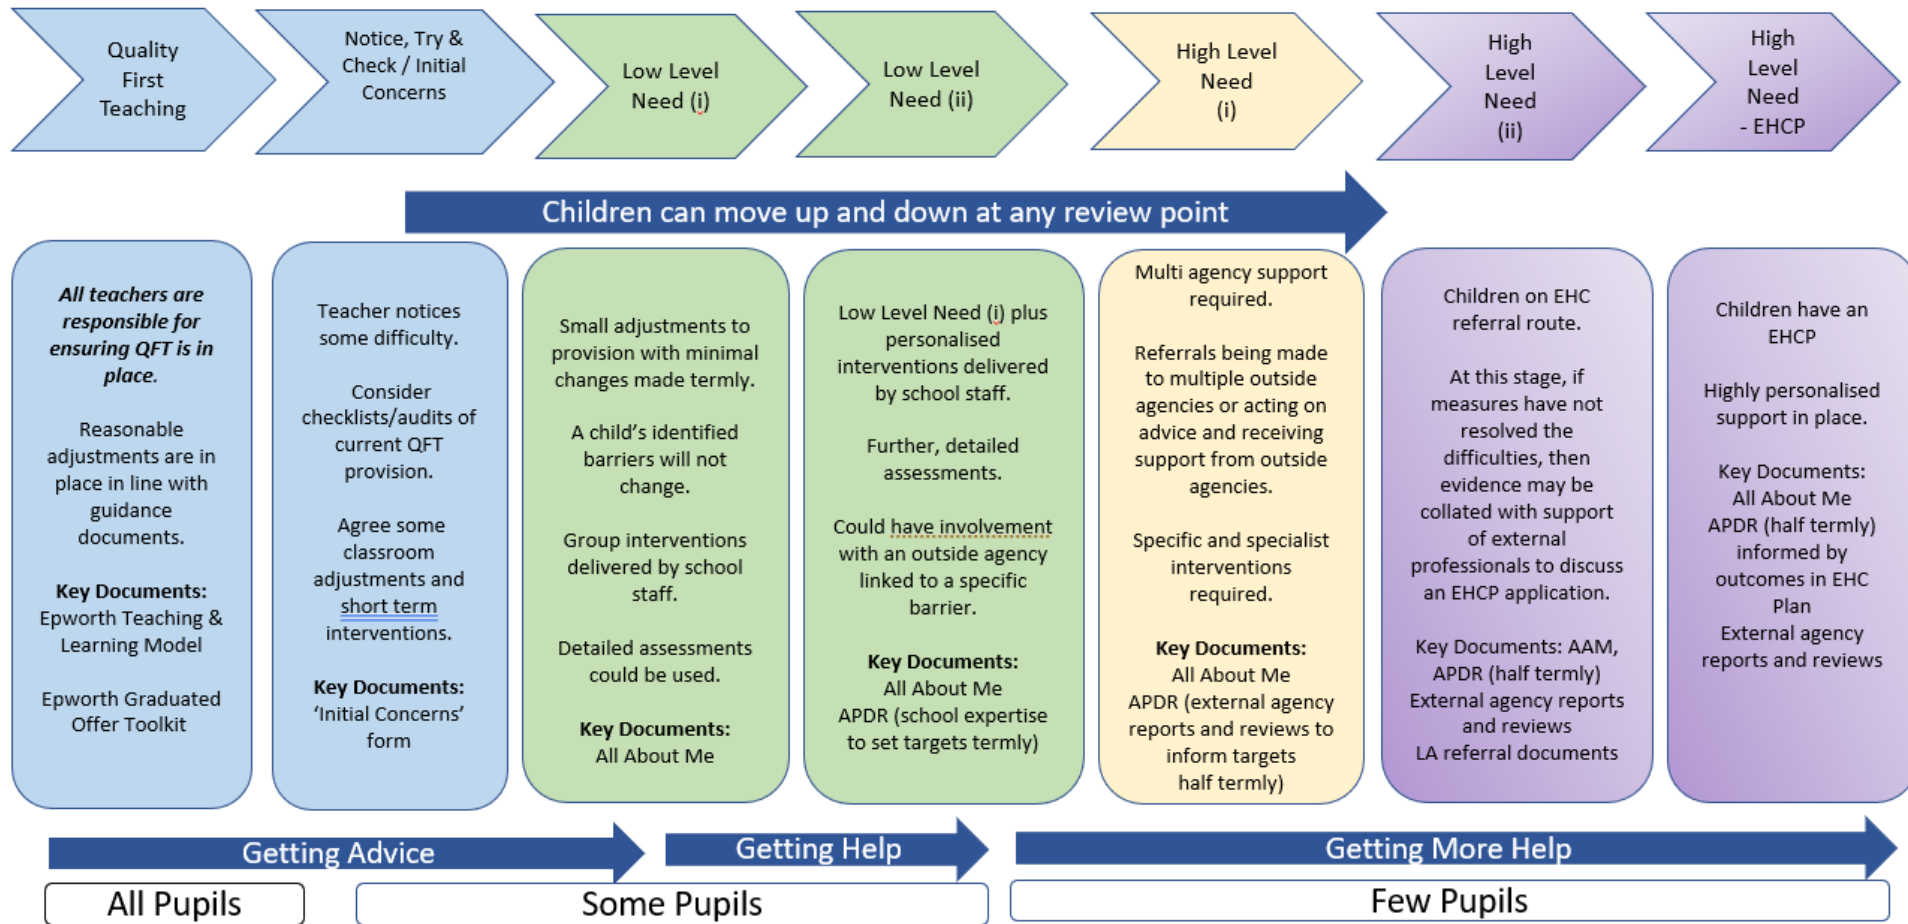 Quality
First
Teaching
Notice, Try &
Check / Initial
Concerns
Low Level
Need (i)
Low Level
Need (ii)
High Level
Need
(i)
High
Level
Need
(ii)
High
Level
Need
- EHCP
Children can move up and down at any review point
All teachers are
responsible for
ensuring QFT is in
place.
Reasonable
adjustments are in
place in line with
guidance
documents.
Key Documents:
Epworth Teaching &
Learning Model
Epworth Graduated
Offer Toolkit
Teacher notices
some difficulty.
Consider
checklists/audits of
current QFT
provision.
Agree some
classroom
adjustments and
short term
interventions.
Key Documents:
‘Initial Concerns’
form
Small adjustments to
provision with minimal
changes made termly.
A child’s identified
barriers will not
change.
Group interventions
delivered by school
staff.
Detailed assessments
could be used.
Key Documents:
All About Me
Low Level Need (i) plus
personalised
interventions delivered
by school staff.
Further, detailed
assessments.
Could have involvement
with an outside agency
linked to a specific
barrier.
Key Documents:
All About Me
APDR (school expertise
to set targets termly)
Multi agency support
required.
Referrals being made
to multiple outside
agencies or acting on
advice and receiving
support from outside
agencies.
Specific and specialist
interventions
required.
Key Documents:
All About Me
APDR (external agency
reports and reviews to
inform targets
half termly)
Children on EHC
referral route.
At this stage, if
measures have not
resolved the
difficulties, then
evidence may be
collated with support
of external
professionals to discuss
an EHCP application.
Key Documents: AAM,
APDR (half termly)
External agency reports
and reviews
LA referral documents
Children have an
EHCP
Highly personalised
support in place.
Key Documents:
All About Me
APDR (half termly)
informed by
outcomes in EHC
Plan
External agency
reports and reviews
Getting Advice
Getting Help
Getting More Help
All Pupils
Some Pupils
Few Pupils